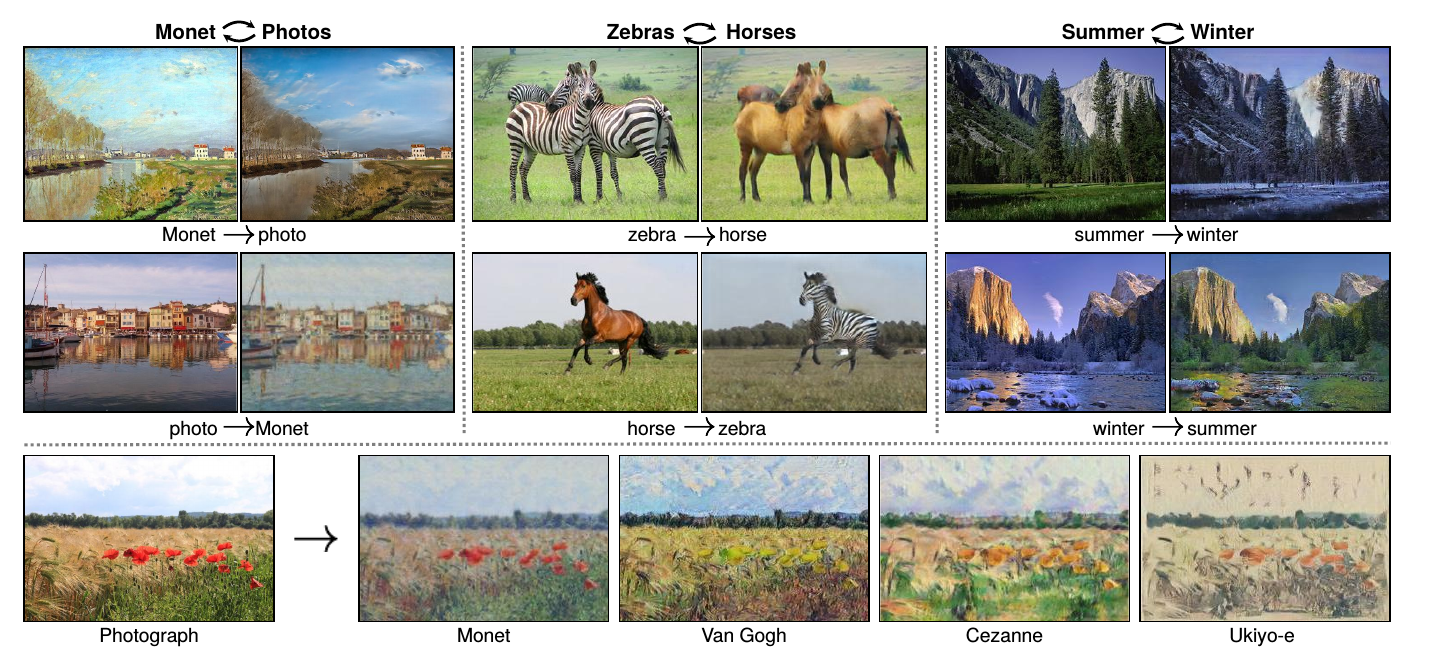 Monet ⇄ Photos
Zebras ⇄ Horses
Summer ⇄ Winter
Monet → photo
zebra → horse
summer → winter
photo → Monet
horse → zebra
winter → summer
Photograph
→
Monet
Van Gogh
Cezanne
Ukiyo-e